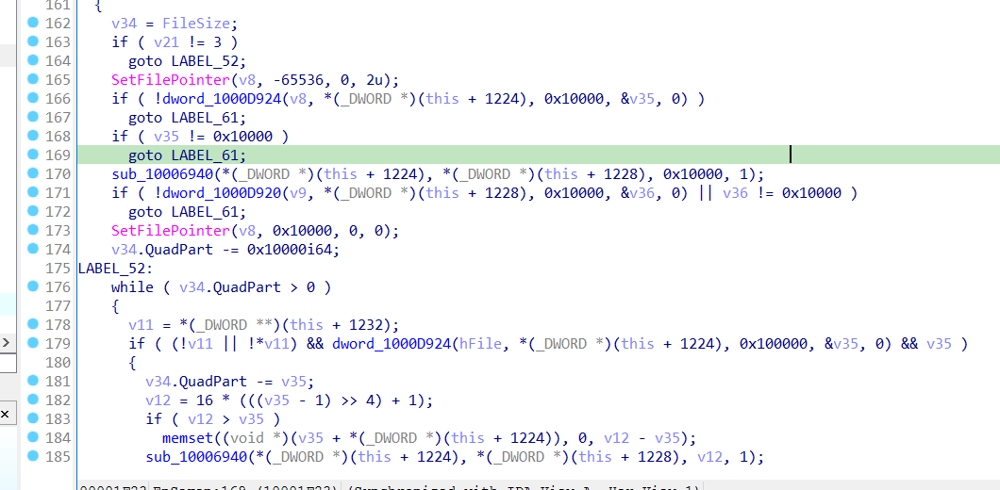 161 {
162 v34 = FileSize;
163 if ( v21 != 3 )
164 goto LABEL_52;
165 SetFilePointer(v8, -65536, 0, 2u);
166 if ( !dword_1000D924(v8, *(_DWORD *)(this + 1224), 0x10000, &v35, 0) )
167 goto LABEL_61;
168 if ( v35 != 0x10000 )
169 goto LABEL_61;
170 sub_10006940(*(_DWORD *)(this + 1224), *(_DWORD *)(this + 1228), 0x10000, 1);
171 if ( !dword_1000D920(v9, *(_DWORD *)(this + 1228), 0x10000, &v36, 0) || v36 != 0x10000 )
172 goto LABEL_61;
173 SetFilePointer(v8, 0x10000, 0, 0);
174 v34.QuadPart -= 0x10000i64;
175 LABEL_52:
176 while ( v34.QuadPart > 0 )
177 {
178 v11 = *(_DWORD **)(this + 1232);
179 if ( (!v11 || !*v11) && dword_1000D924(hFile, *(_DWORD *)(this + 1224), 0x100000, &v35, 0) && v35 )
180 {
181 v34.QuadPart -= v35;
182 v12 = 16 * (((v35 - 1) >> 4) + 1);
183 if ( v12 > v35 )
184 memset((void *)(v35 + *(_DWORD *)(this + 1224)), 0, v12 - v35);
185 sub_10006940(*(_DWORD *)(this + 1224), *(_DWORD *)(this + 1228), v12, 1);